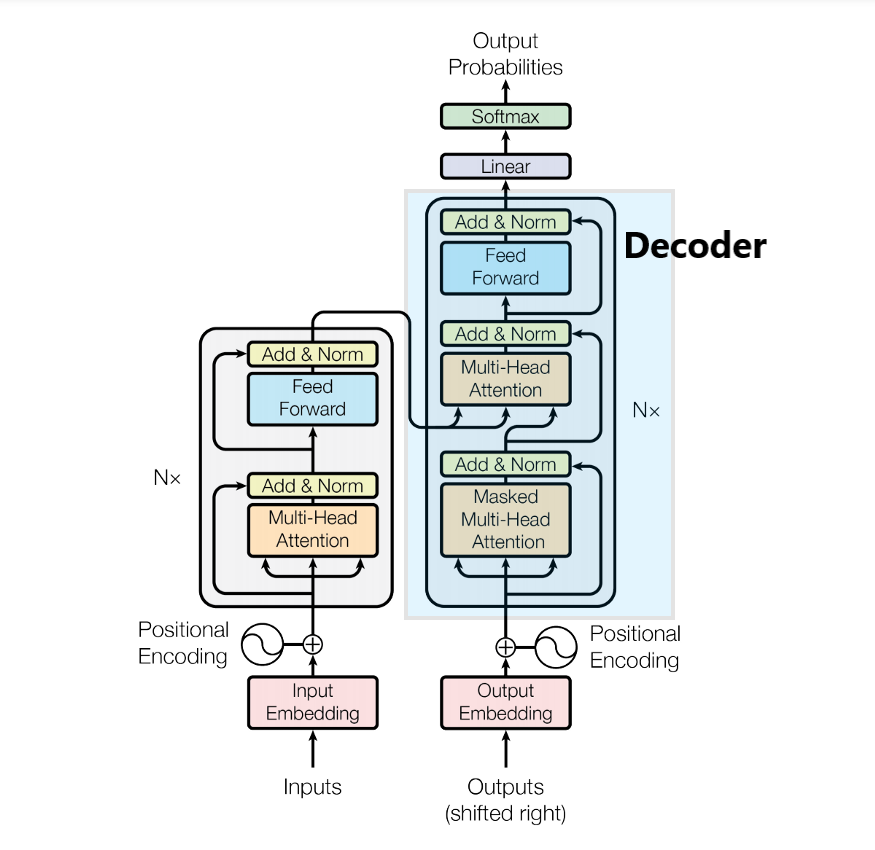 Output
Probabilities
Softmax
Linear
Add & Norm
Feed
Forward
Add & Norm
Multi-Head
Attention
Add & Norm
Masked
Multi-Head
Attention
Decoder
N×
Add & Norm
Feed
Forward
Add & Norm
Multi-Head
Attention
N×
Positional
Encoding
Positional
Encoding
Input
Embedding
Output
Embedding
Inputs
Outputs
(shifted right)